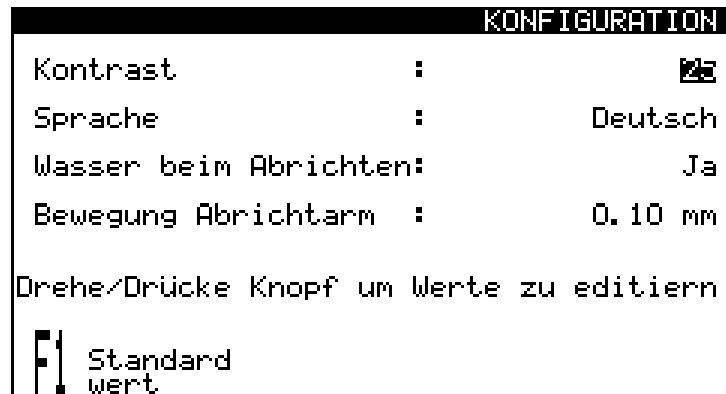 KONFIGURATION
Kontrast : 25
Sprache : Deutsch
Wasser beim Abrichten: Ja
Bewegung Abrichtarm : 0.10 mm
Drehe/Drücke Knopf um Werte zu editiern
F1 Standard
wert